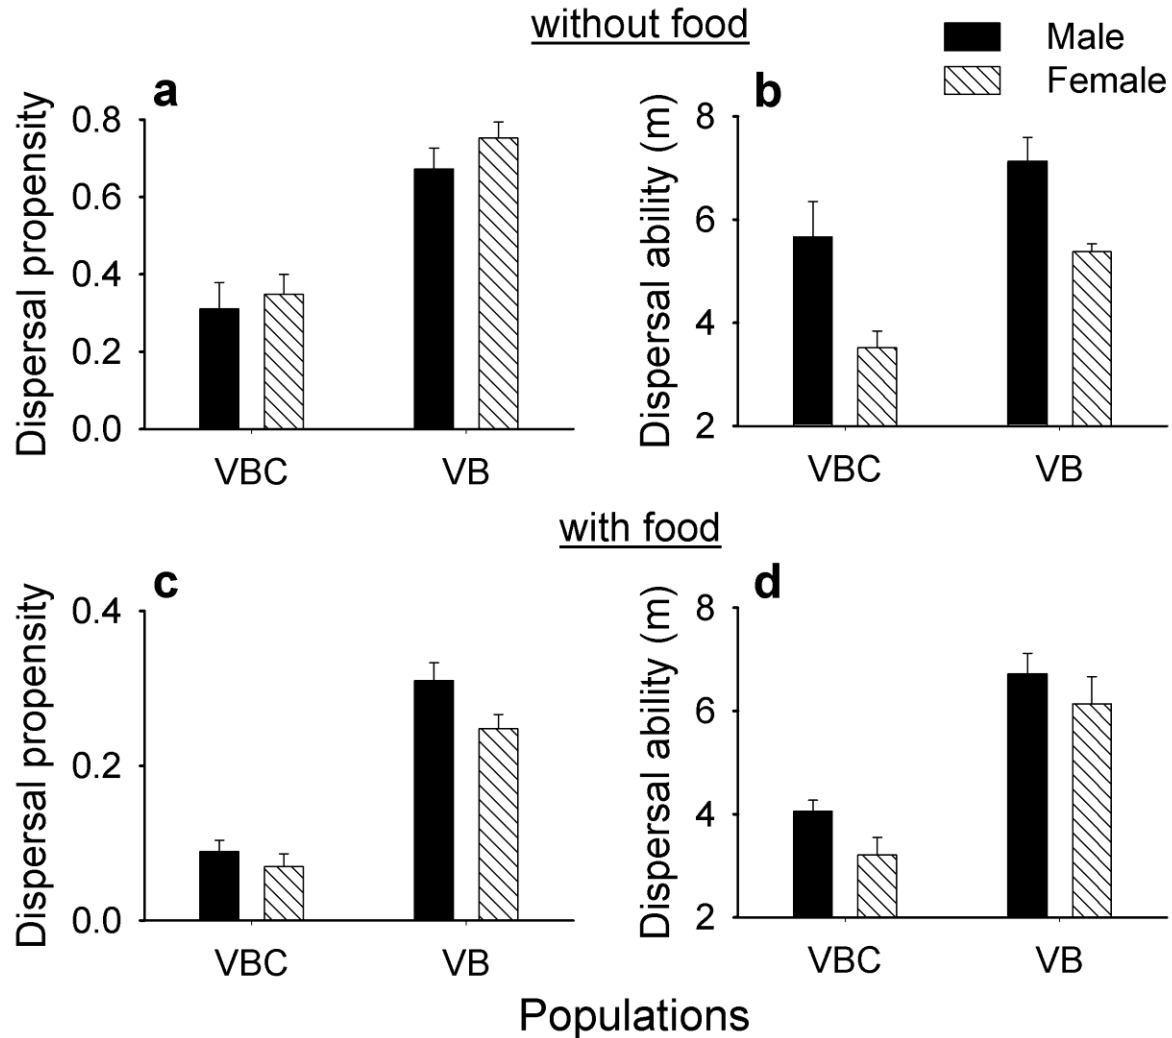 without food
Male
Female
a
Dispersal propensity
0.8
0.6
0.4
0.2
0.0
VBC VB
b
Dispersal ability (m)
8
6
4
2
VBC VB
with food
c
Dispersal propensity
0.4
0.2
0.0
VBC VB
d
Dispersal ability (m)
8
6
4
2
VBC VB
Populations